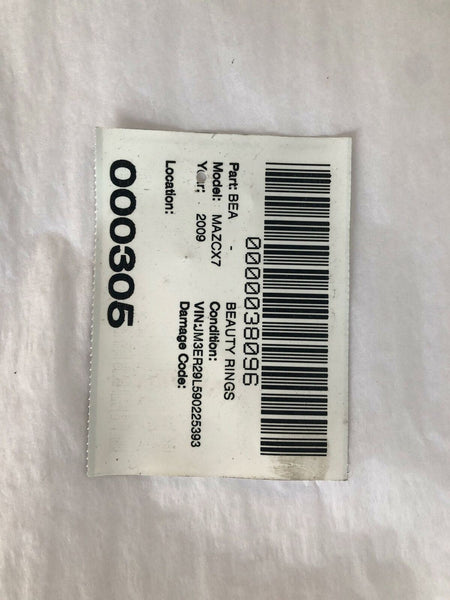 0000038096
Part: BEA - BEAUTY RINGS
Model: MAZCX7 Condition:
Year: 2009 VIN:JM3ER29L590225393
Damage Code:
Location:
000305